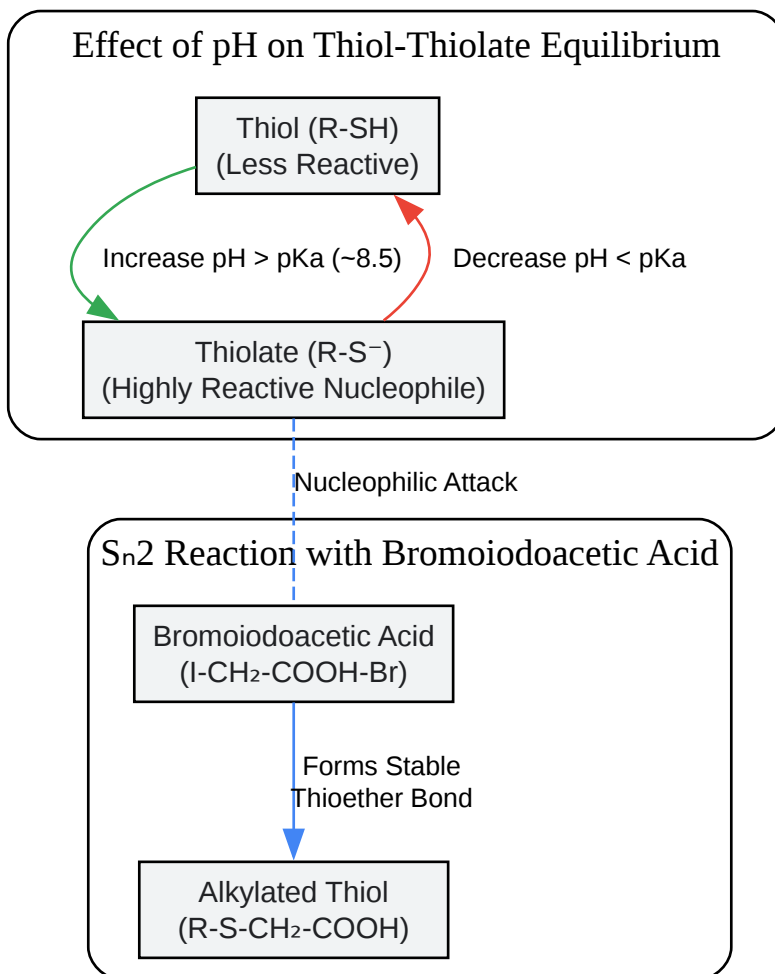 Effect of pH on Thiol-Thiolate Equilibrium
Thiol (R-SH)
(Less Reactive)
Increase pH > pKa (~8.5)
Decrease pH < pKa
Thiolate (R-S⁻)
(Highly Reactive Nucleophile)
Nucleophilic Attack
Sₙ2 Reaction with Bromoiodoacetic Acid
Bromoiodoacetic Acid
(I-CH₂-COOH-Br)
Forms Stable
Thioether Bond
Alkylated Thiol
(R-S-CH₂-COOH)